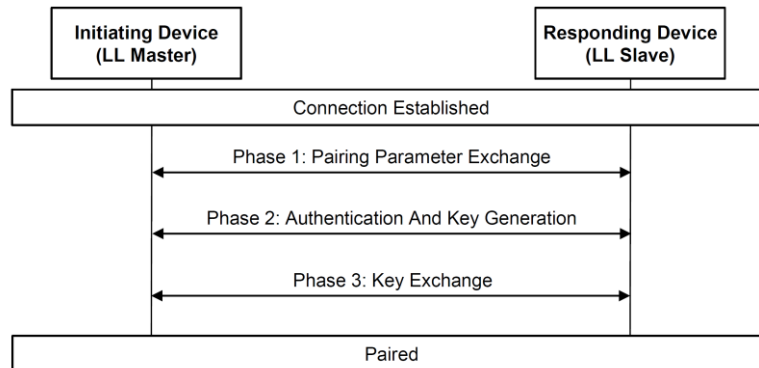 Initiating Device
(LL Master)
Responding Device
(LL Slave)
Connection Established
Phase 1: Pairing Parameter Exchange
Phase 2: Authentication And Key Generation
Phase 3: Key Exchange
Paired